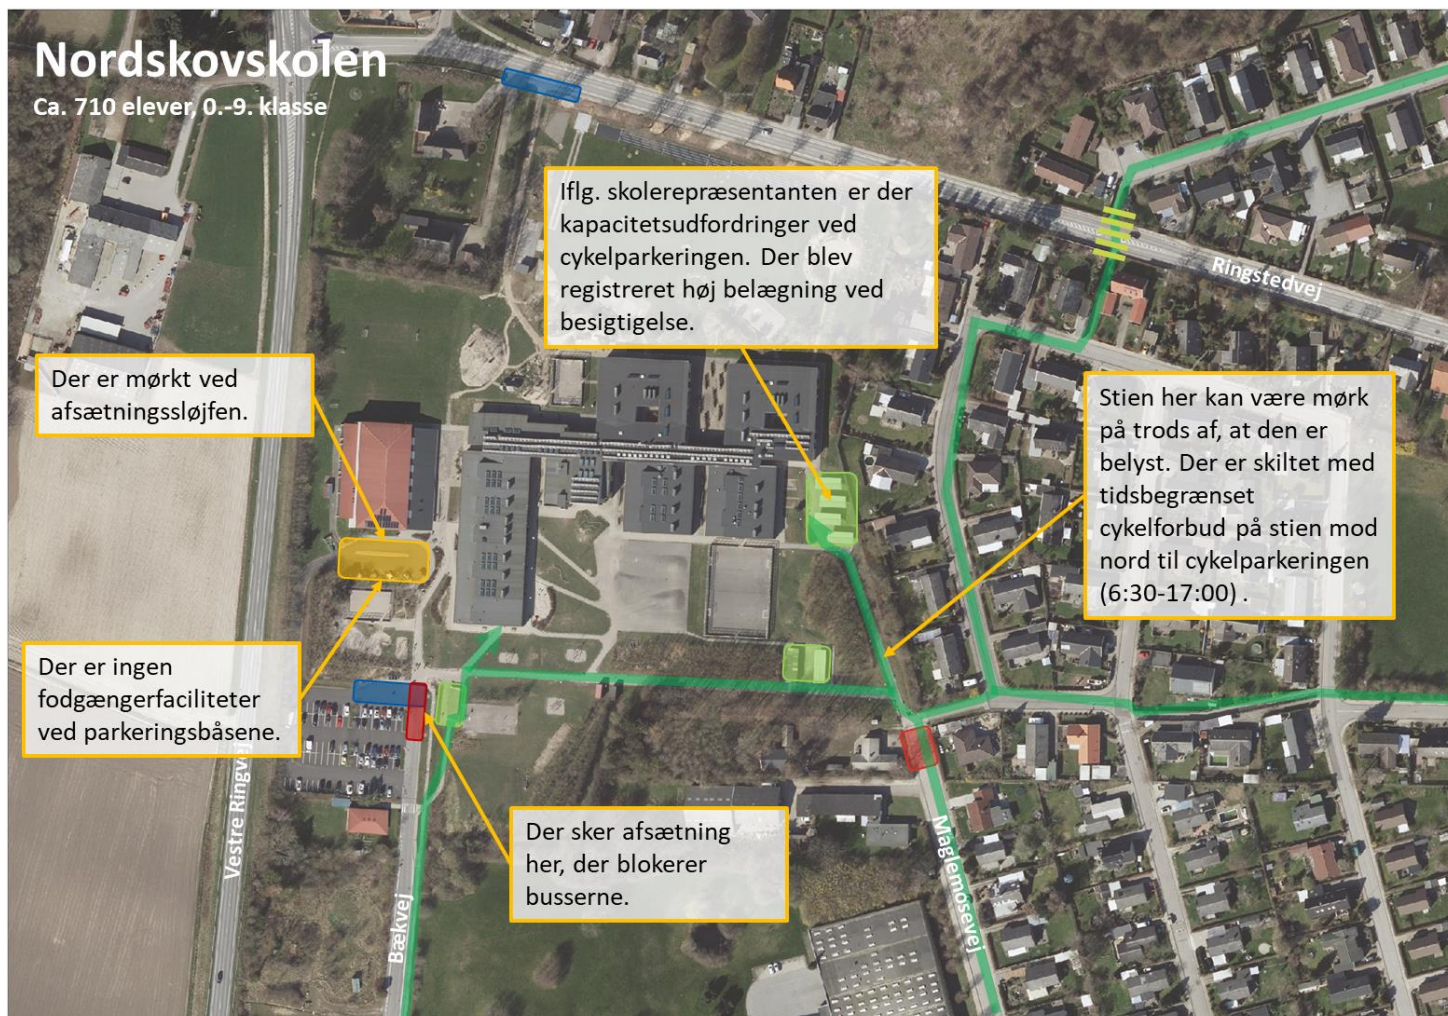 Nordskovskolen
Ca. 710 elever, 0.-9. klasse
Iflg. skolerepræsentanten er der
kapacitetsudfordringer ved
cykelparkeringen. Der blev
registreret høj belægning ved
besigtigelse.
Ringstedvej
Der er mørkt ved
afsætningssløjfen.
Stien her kan være mørk
på trods af, at den er
belyst. Der er skiltet med
tidsbegrænset
cykelforbud på stien mod
nord til cykelparkeringen
(6:30-17:00) .
Der er ingen
fodgængerfaciliteter
ved parkeringsbåsene.
Vestre Ringvej
Der sker afsætning
her, der blokerer
busserne.
Bækvej
Maglemosevej